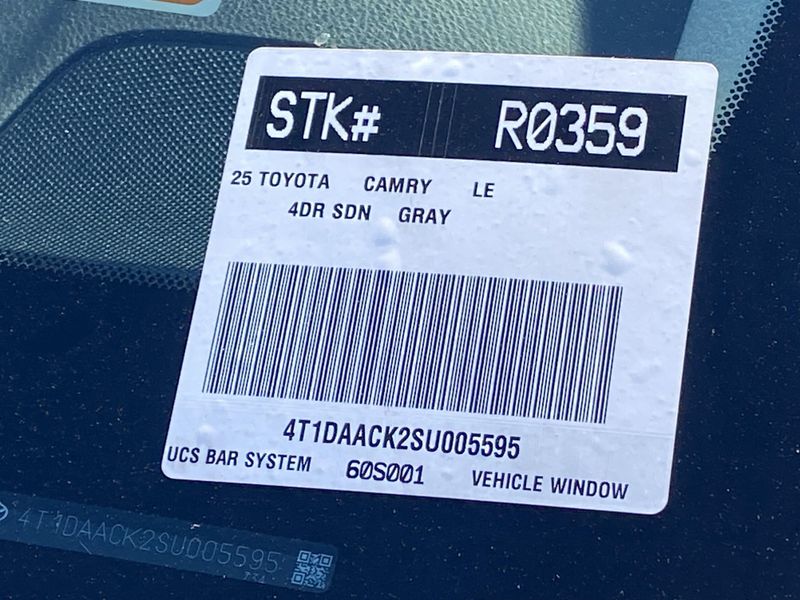 STK# R0359
25 TOYOTA CAMRY LE
4DR SDN GRAY
4T1DAACK2SU005595
UCS BAR SYSTEM 60S001 VEHICLE WINDOW
4T1DAACK2SU005595